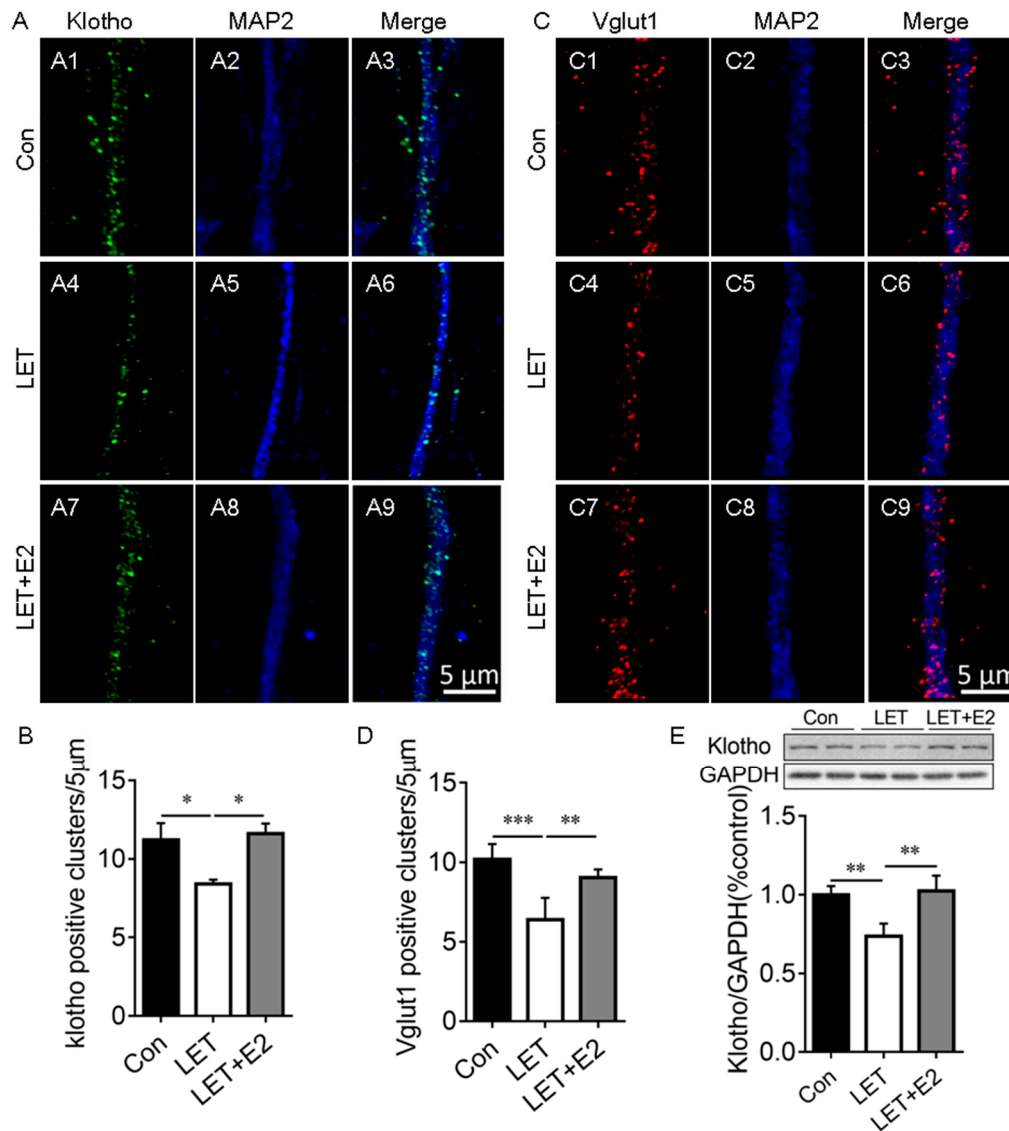 A Klotho MAP2 Merge C Vglut1 MAP2 Merge
Con A1 A2 A3 C1 C2 C3
LET A4 A5 A6 C4 C5 C6
LET+E2 A7 A8 A9 C7 C8 C9
5 μm 5 μm
B
klotho positive clusters/5μm
15
10
5
0
* *
Con LET LET+E2
D
Vglut1 positive clusters/5μm
15
10
5
0
*** **
Con LET LET+E2
E
Con LET LET+E2
Klotho
GAPDH
Klotho/GAPDH(%control)
1.5
1.0
0.5
0.0
** **
Con LET LET+E2